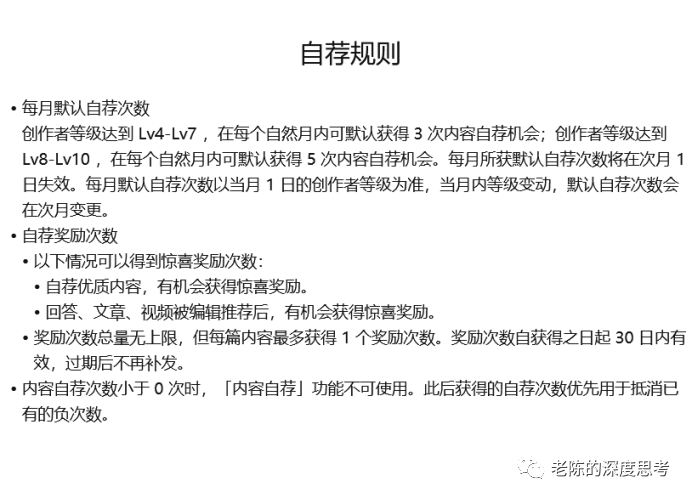 自荐规则
• 每月默认自荐次数
创作者等级达到 Lv4-Lv7 ，在每个自然月内可默认获得 3 次内容自荐机会；创作者等级达到
Lv8-Lv10 ，在每个自然月内可默认获得 5 次内容自荐机会。每月所获默认自荐次数将在次月 1
日失效。每月默认自荐次数以当月 1 日的创作者等级为准，当月内等级变动，默认自荐次数会
在次月变更。
• 自荐奖励次数
• 以下情况可以得到惊喜奖励次数：
• 自荐优质内容，有机会获得惊喜奖励。
• 回答、文章、视频被编辑推荐后，有机会获得惊喜奖励。
• 奖励次数总量无上限，但每篇内容最多获得 1 个奖励次数。奖励次数自获得之日起 30 日内有
效，过期后不再补发。
• 内容自荐次数小于 0 次时，「内容自荐」功能不可使用。此后获得的自荐次数优先用于抵消已
有的负次数。
老陈的深度思考